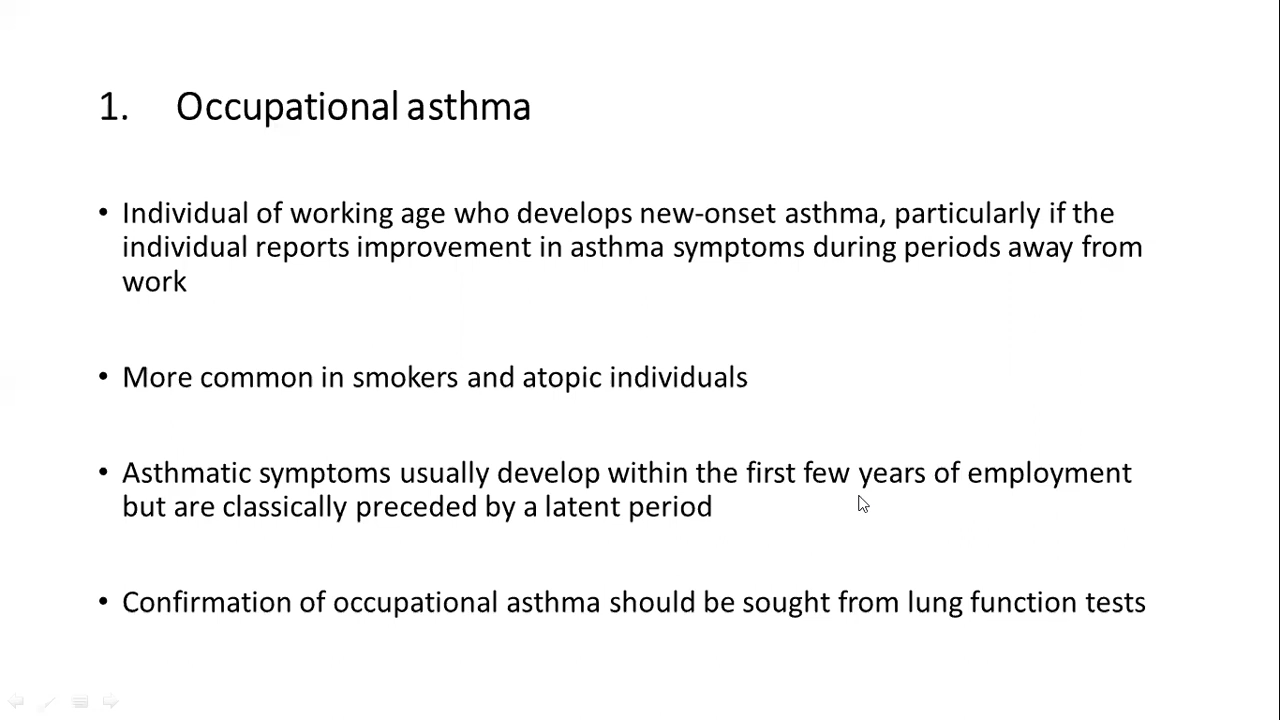 1. Occupational asthma
• Individual of working age who develops new-onset asthma, particularly if the
individual reports improvement in asthma symptoms during periods away from
work
• More common in smokers and atopic individuals
• Asthmatic symptoms usually develop within the first few years of employment
but are classically preceded by a latent period
• Confirmation of occupational asthma should be sought from lung function tests